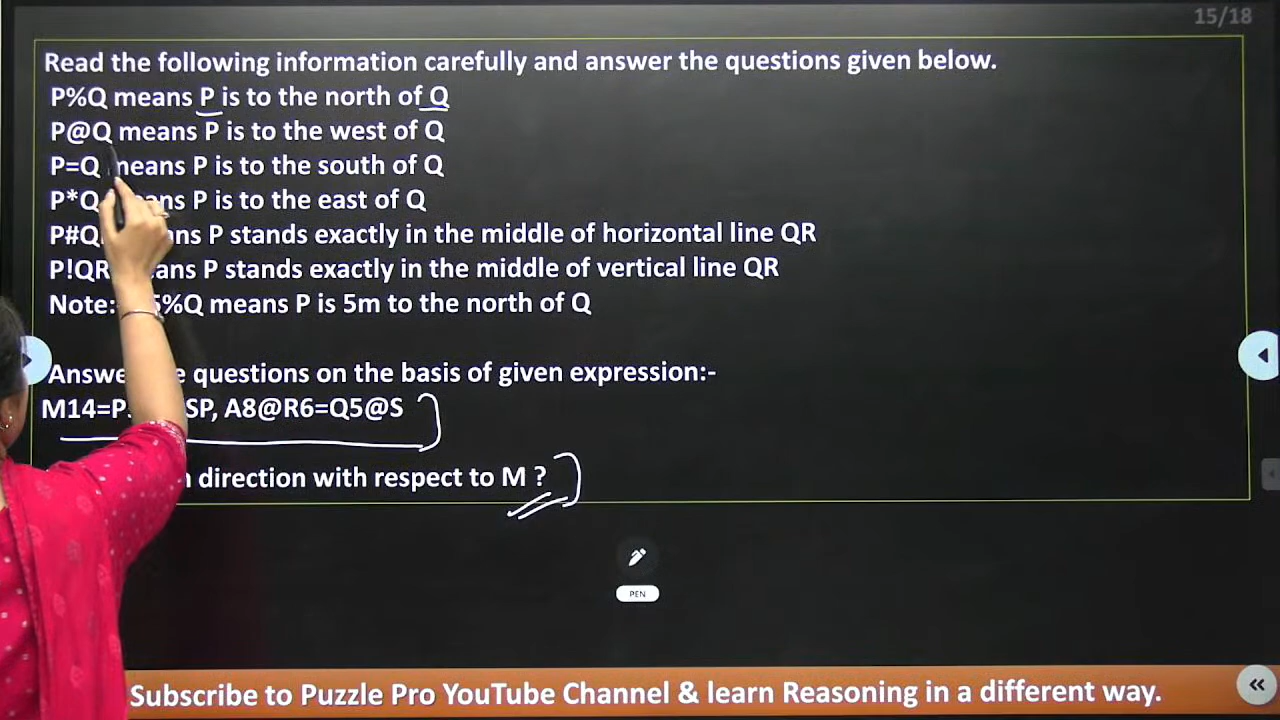 15/18
Read the following information carefully and answer the questions given below.
P%Q means P is to the north of Q
P@Q means P is to the west of Q
P=Q means P is to the south of Q
P*Q means P is to the east of Q
P#Q P stands exactly in the middle of horizontal line QR
P!QR P stands exactly in the middle of vertical line QR
Note:- %Q means P is 5m to the north of Q
questions on the basis of given expression:-
M14=P SP, A8@R6=Q5@S
direction with respect to M ?
PEN
Subscribe to Puzzle Pro YouTube Channel & learn Reasoning in a different way.